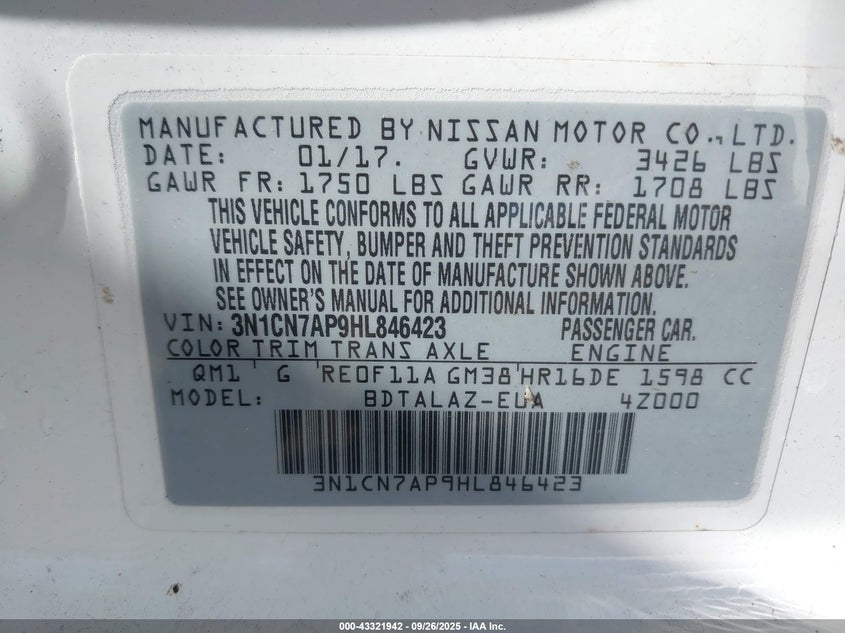 MANUFACTURED BY NISSAN MOTOR CO., LTD.
DATE: 01/17. GVWR: 3426 LBS
GAWR FR: 1750 LBS GAWR RR: 1708 LBS
THIS VEHICLE CONFORMS TO ALL APPLICABLE FEDERAL MOTOR
VEHICLE SAFETY, BUMPER AND THEFT PREVENTION STANDARDS
IN EFFECT ON THE DATE OF MANUFACTURE SHOWN ABOVE.
SEE OWNER'S MANUAL FOR ADDITIONAL INFORMATION.
VIN: 3N1CN7AP9HL846423 PASSENGER CAR.
COLOR TRIM TRANS AXLE ENGINE
QM1 G RE0F11A GM38 HR16DE 1598 CC
MODEL: BDTALAZ-EUA 4Z000
3N1CN7AP9HL846423
000-43321942 - 09/26/2025 - IAA Inc.